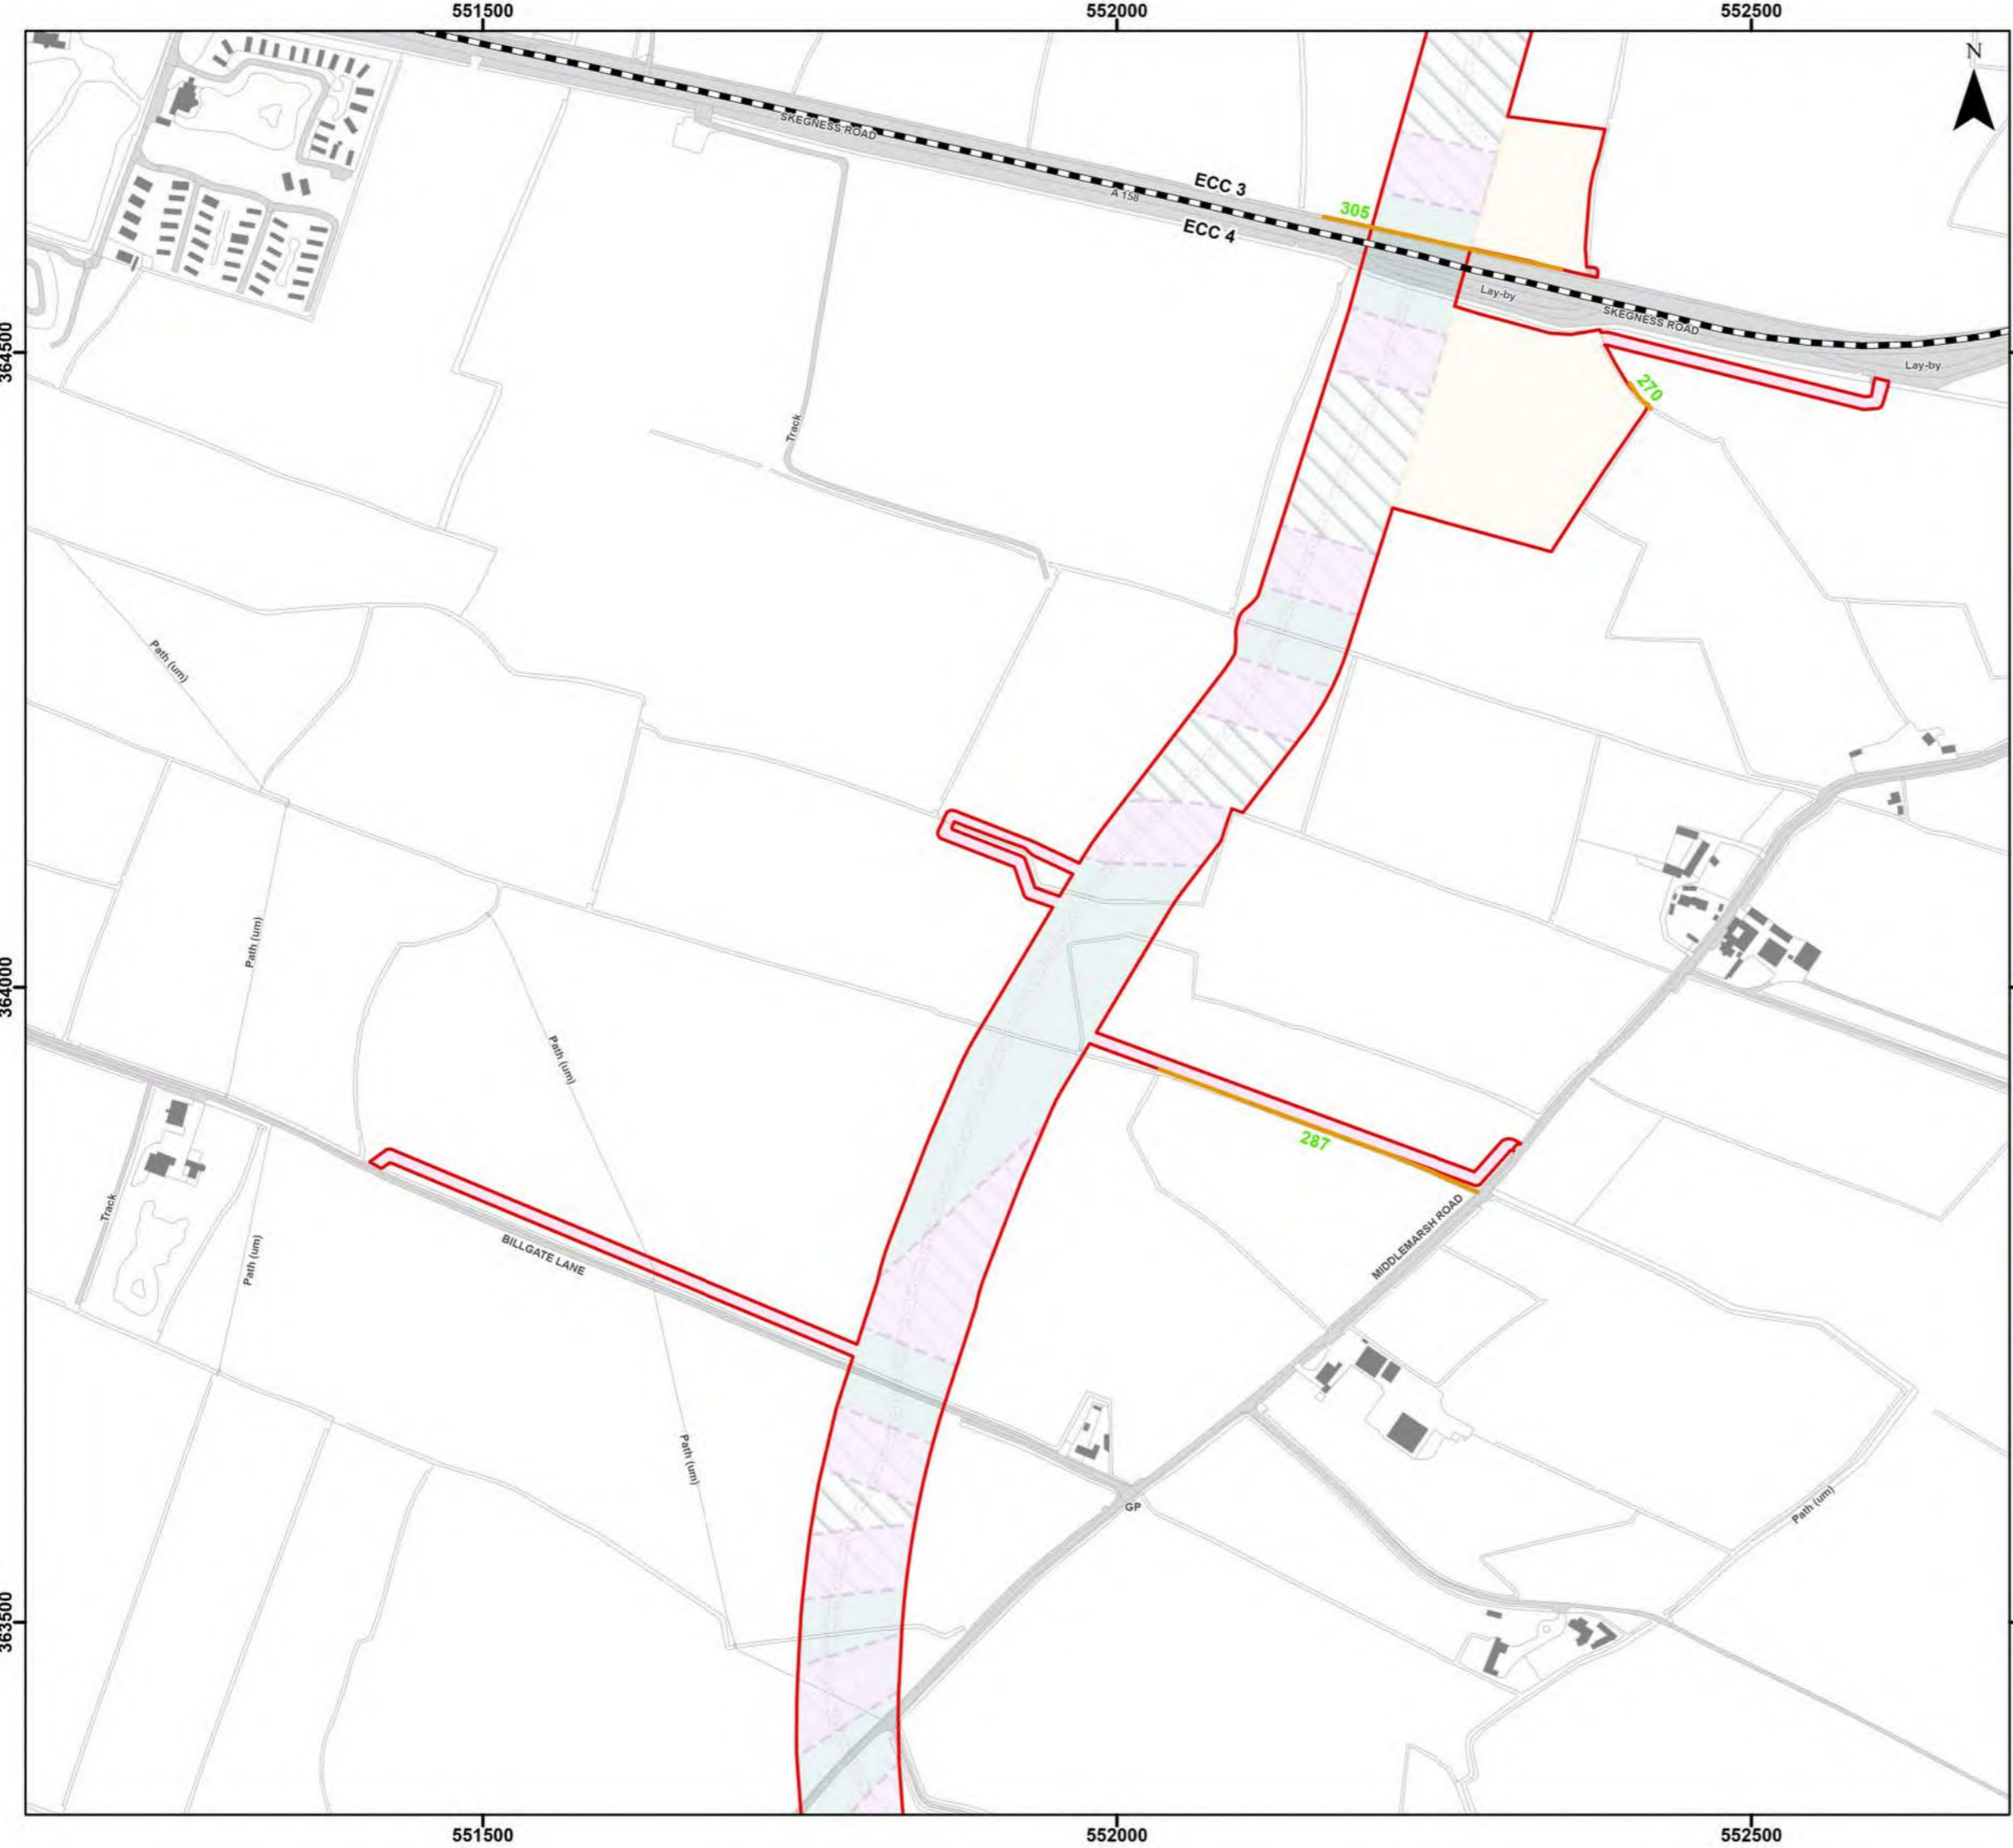 551500
552000
552500
N
SKEGNESS ROAD
ECC 3
A 158
305
ECC 4
Lay-by
SKEGNESS ROAD
364500
Lay-by
270
Track
Path (um)
Path (um)
364000
Path (um)
287
Track
MIDDLEMARSH ROAD
BILLGATE LANE
Path (um)
Path (um)
GP
Path (um)
363500
551500
552000
552500